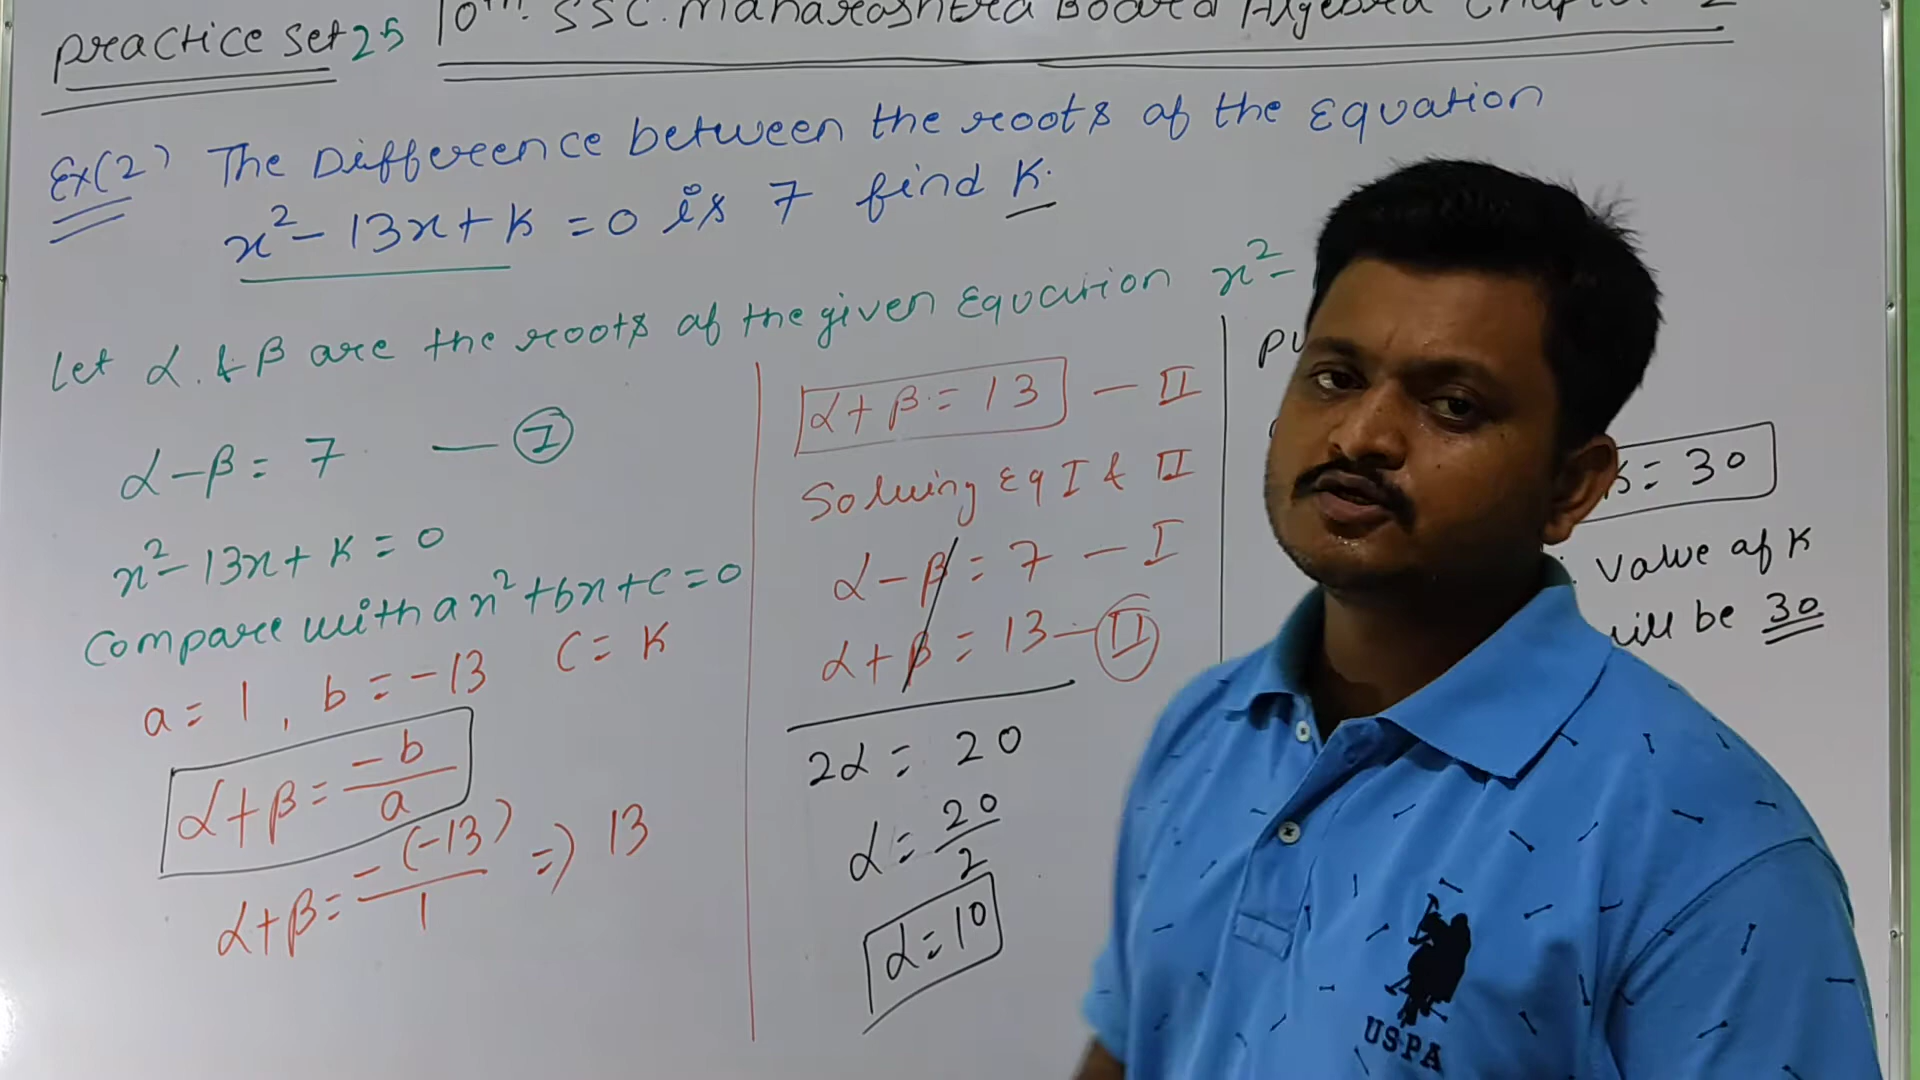 Practice Set 25
10th. SSC. Maharashtra Board Algebra Chapter 2
Ex(2) The Difference between the roots of the Equation
x² - 13x + k = 0 is 7 find k.
Let α & β are the roots of the given Equation x² -
α - β = 7 — I
x² - 13x + k = 0
Compare with ax² + bx + c = 0
a = 1, b = -13 c = k
α + β = -b/a
α + β = -(-13)/1 => 13
α + β = 13 — II
Solving Eq I & II
α - β = 7 — I
α + β = 13 — II
2α = 20
α = 20/2
α = 10
k = 30
value of k
will be 30
USPA